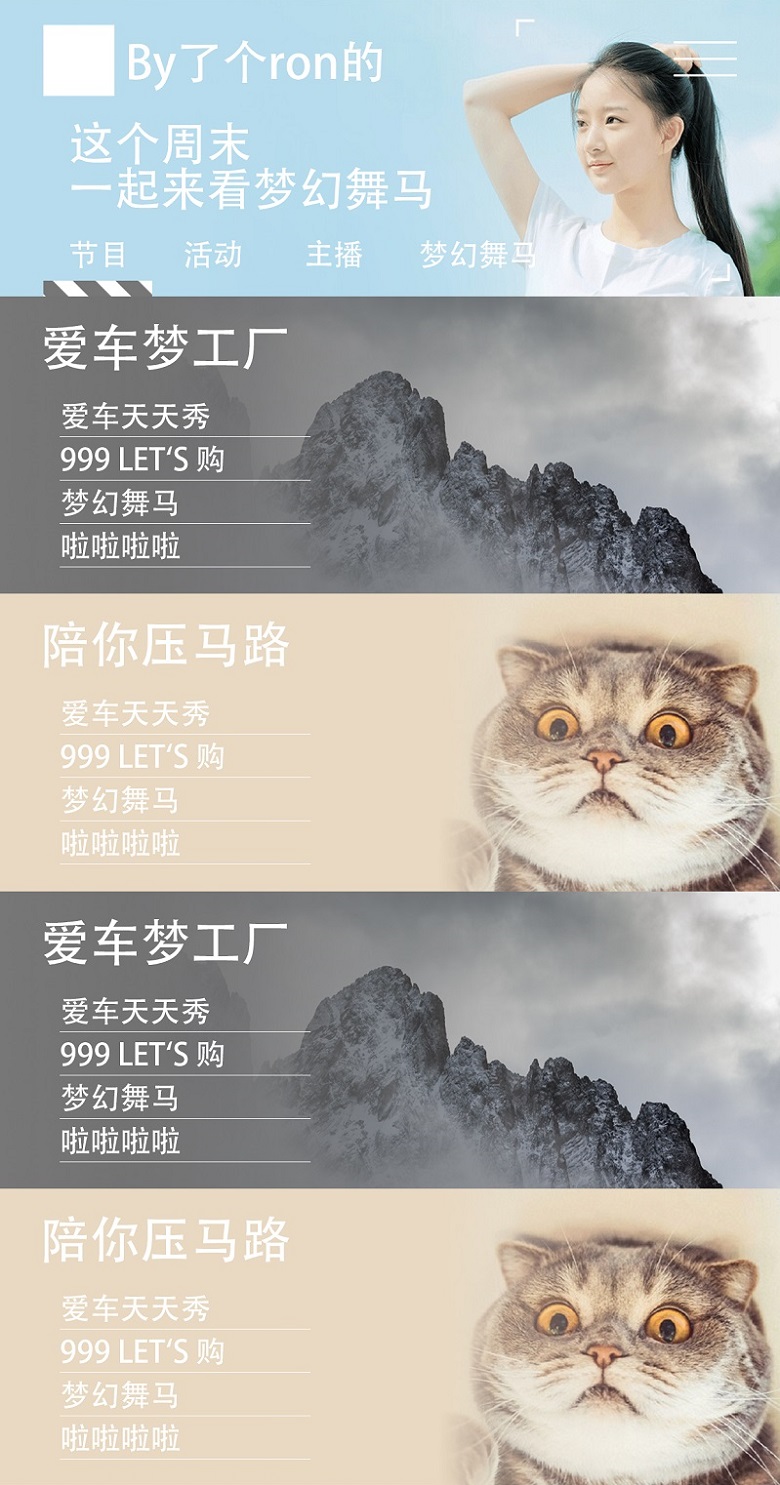 By了个ron的
这个周末
一起来看梦幻舞马
节目 活动 主播 梦幻舞马
爱车梦工厂
爱车天天秀
999 LET‘S 购
梦幻舞马
啦啦啦啦
陪你压马路
爱车天天秀
999 LET‘S 购
梦幻舞马
啦啦啦啦
爱车梦工厂
爱车天天秀
999 LET‘S 购
梦幻舞马
啦啦啦啦
陪你压马路
爱车天天秀
999 LET‘S 购
梦幻舞马
啦啦啦啦